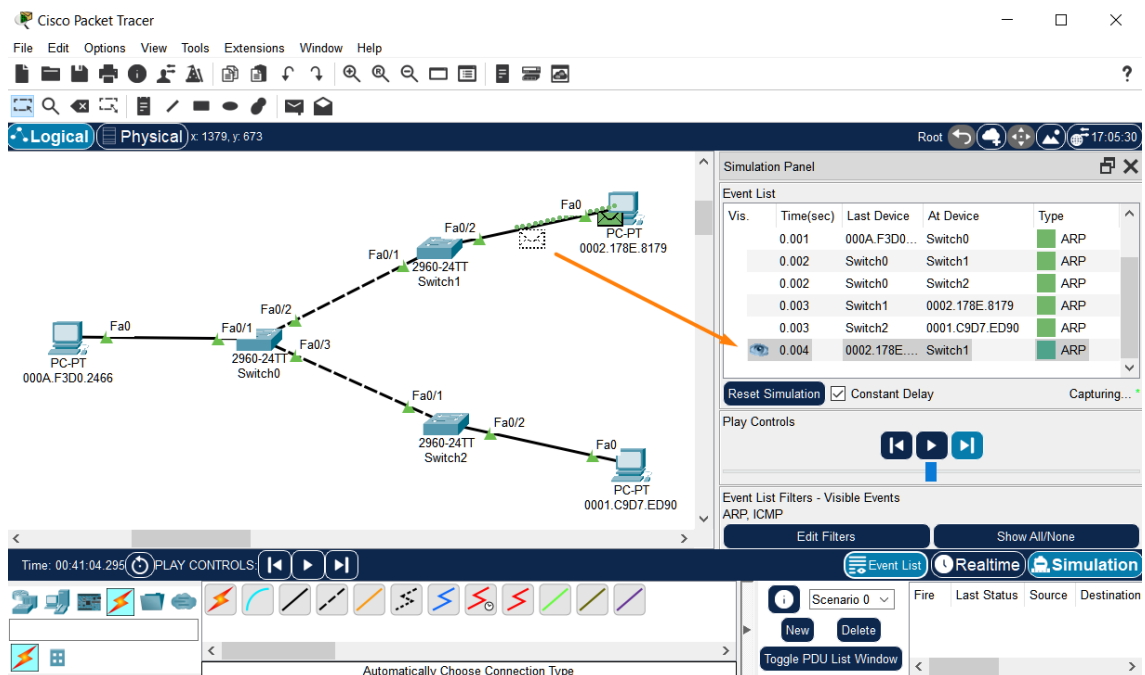 Cisco Packet Tracer
File Edit Options View Tools Extensions Window Help
?
Logical Physical x: 1379, y: 673 Root 17:05:30
Fa0
Fa0/2
PC-PT
0002.178E.8179
Fa0/1
2960-24TT
Switch1
Fa0/2
Fa0
Fa0/1
PC-PT
000A.F3D0.2466
2960-24TT
Switch0
Fa0/3
Fa0/1
2960-24TT
Switch2
Fa0/2
Fa0
PC-PT
0001.C9D7.ED90
Simulation Panel
Event List
Vis. Time(sec) Last Device At Device Type
0.001 000A.F3D0... Switch0 ARP
0.002 Switch0 Switch1 ARP
0.002 Switch0 Switch2 ARP
0.003 Switch1 0002.178E.8179 ARP
0.003 Switch2 0001.C9D7.ED90 ARP
0.004 0002.178E.... Switch1 ARP
Reset Simulation Constant Delay Capturing... *
Play Controls
Event List Filters - Visible Events
ARP, ICMP
Edit Filters Show All/None
Time: 00:41:04.295 PLAY CONTROLS: Event List Realtime Simulation
Scenario 0
New Delete
Toggle PDU List Window
Fire Last Status Source Destination
Automatically Choose Connection Type